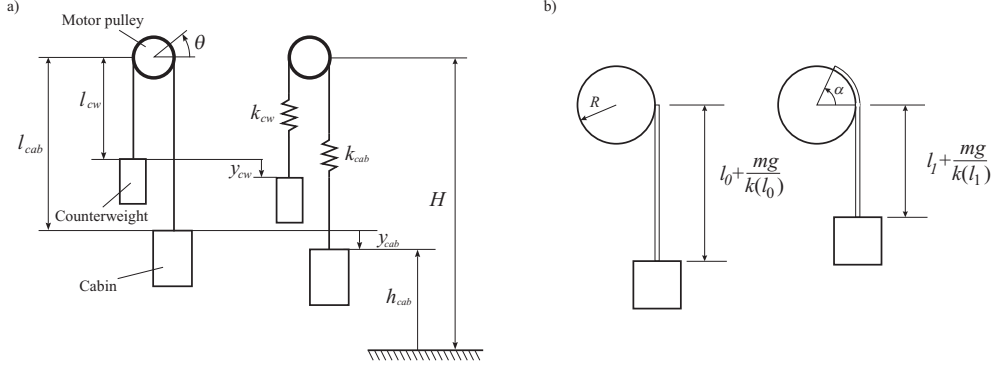 a)
Motor pulley
θ
l_cw
l_cab
k_cw
k_cab
y_cw
Counterweight
H
y_cab
Cabin
h_cab
b)
R
l_0 + mg/k(l_0)
α
l_1 + mg/k(l_1)